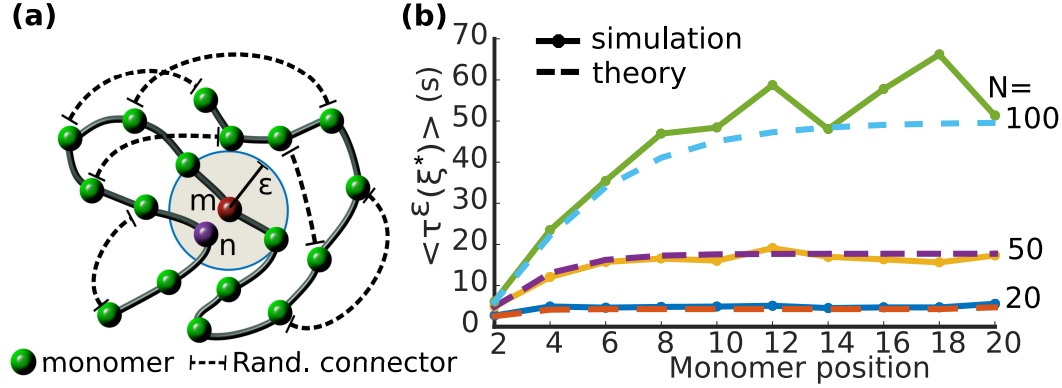 (a)
m
ε
n
monomer
Rand. connector
(b)
simulation
theory
<τ^ε(ξ*)> (s)
70
60
50
40
30
20
10
0
N=
100
50
20
2 4 6 8 10 12 14 16 18 20
Monomer position